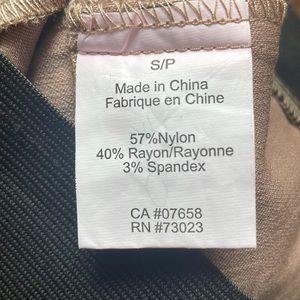 S/P
Made in China
Fabrique en Chine
57%Nylon
40% Rayon/Rayonne
3% Spandex
CA #07658
RN #73023